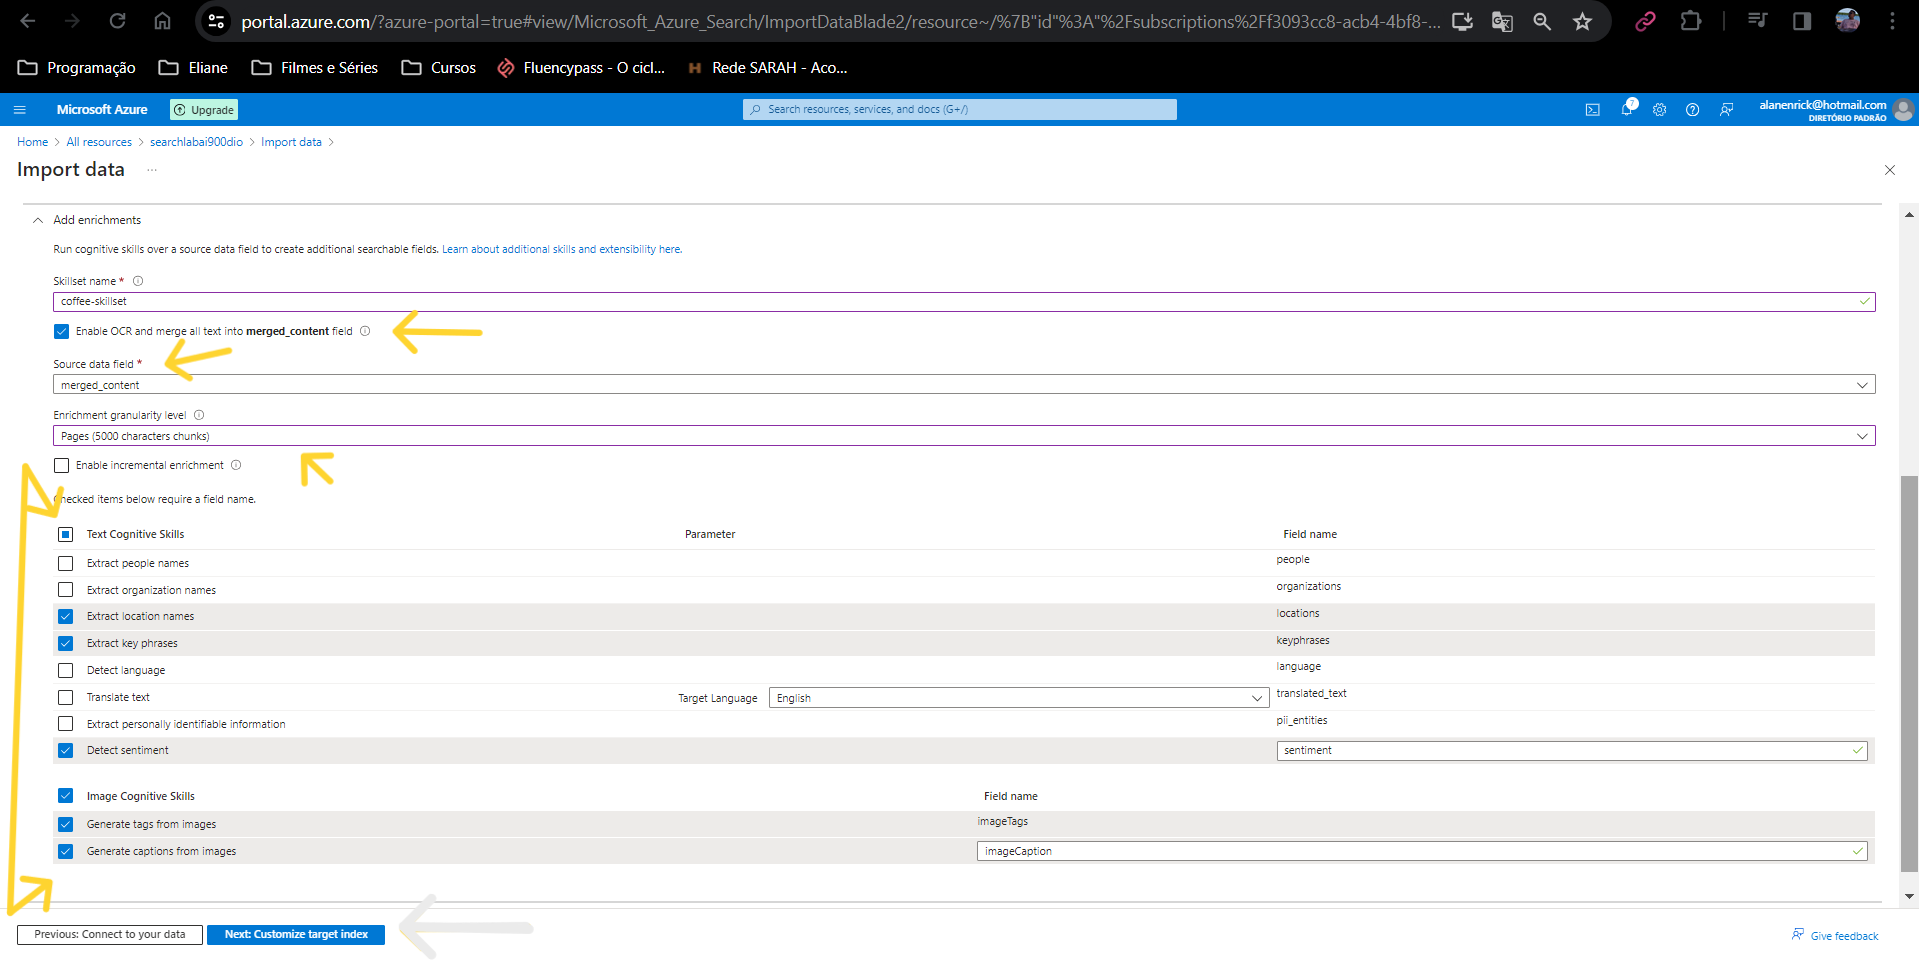 portal.azure.com/?azure-portal=true#view/Microsoft_Azure_Search/ImportDataBlade2/resource~/%7B"id"%3A"%2Fsubscriptions%2Ff3093cc8-acb4-4bf8-...
Programação Eliane Filmes e Séries Cursos Fluencypass - O cicl... H Rede SARAH - Aco...
Microsoft Azure Upgrade Search resources, services, and docs (G+/) 7 alanenrick@hotmail.com
DIRETÓRIO PADRÃO
Home > All resources > searchlabai900dio > Import data >
Import data ...
Add enrichments
Run cognitive skills over a source data field to create additional searchable fields. Learn about additional skills and extensibility here.
Skillset name *
coffee-skillset
Enable OCR and merge all text into merged_content field
Source data field *
merged_content
Enrichment granularity level
Pages (5000 characters chunks)
Enable incremental enrichment
Checked items below require a field name.
Text Cognitive Skills Parameter Field name
Extract people names people
Extract organization names organizations
Extract location names locations
Extract key phrases keyphrases
Detect language language
Translate text Target Language English translated_text
Extract personally identifiable information pii_entities
Detect sentiment sentiment
Image Cognitive Skills Field name
Generate tags from images imageTags
Generate captions from images imageCaption
Previous: Connect to your data Next: Customize target index Give feedback